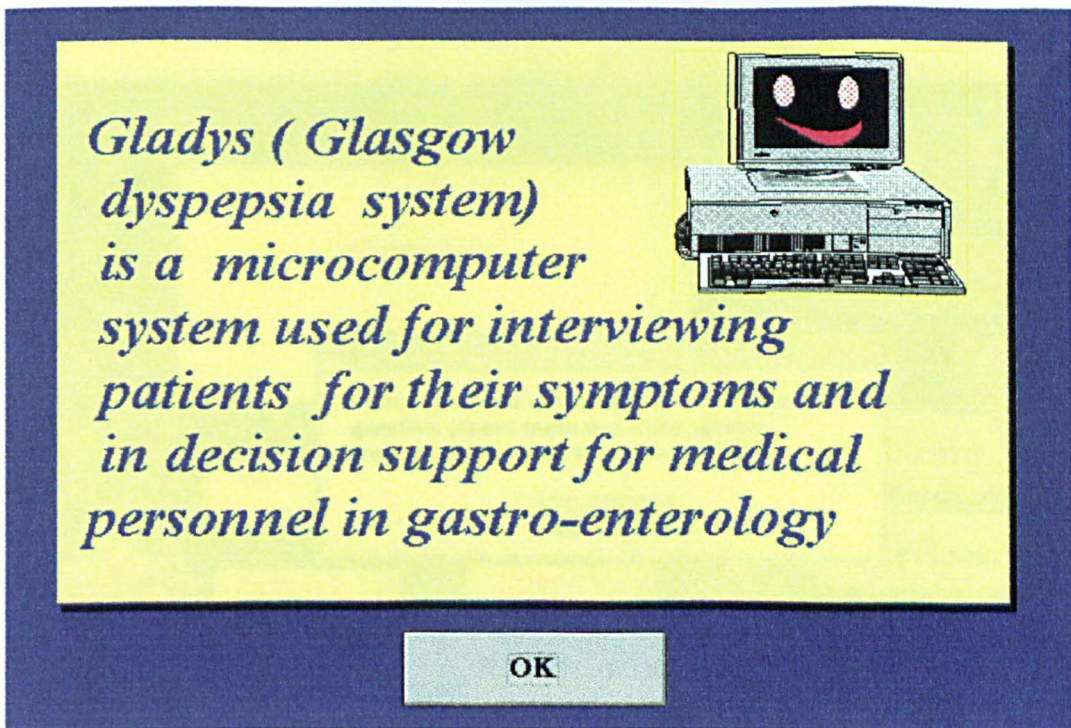 Gladys ( Glasgow
dyspepsia system)
is a microcomputer
system used for interviewing
patients for their symptoms and
in decision support for medical
personnel in gastro-enterology
OK